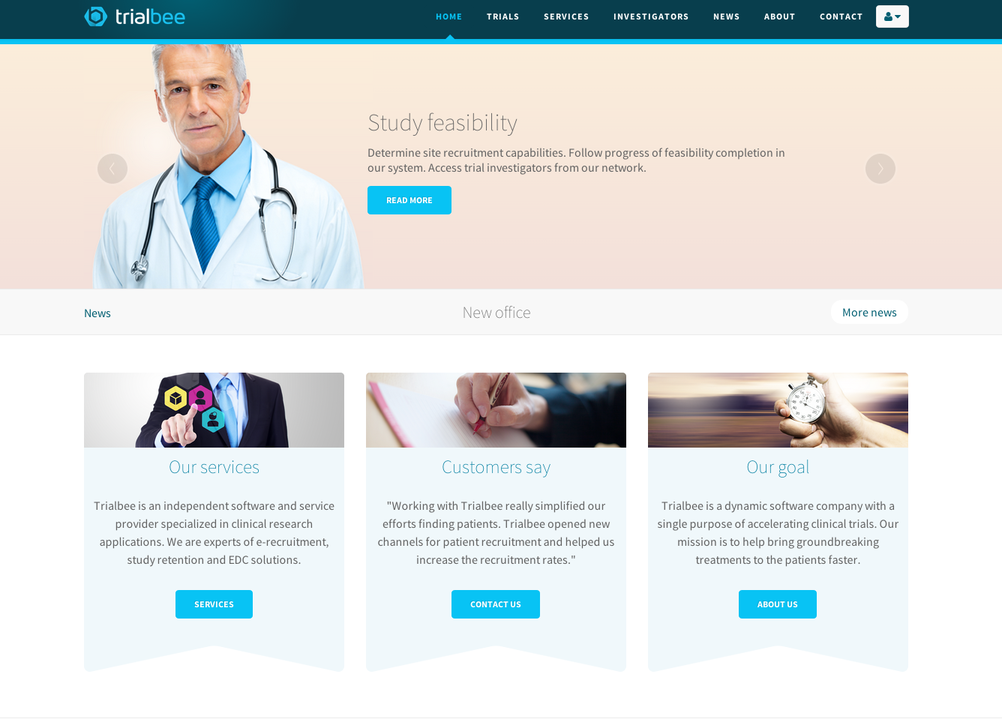 trialbee
HOME TRIALS SERVICES INVESTIGATORS NEWS ABOUT CONTACT
Study feasibility
Determine site recruitment capabilities. Follow progress of feasibility completion in
our system. Access trial investigators from our network.
READ MORE
News
New office
More news
Our services
Trialbee is an independent software and service
provider specialized in clinical research
applications. We are experts of e-recruitment,
study retention and EDC solutions.
SERVICES
Customers say
"Working with Trialbee really simplified our
efforts finding patients. Trialbee opened new
channels for patient recruitment and helped us
increase the recruitment rates."
CONTACT US
Our goal
Trialbee is a dynamic software company with a
single purpose of accelerating clinical trials. Our
mission is to help bring groundbreaking
treatments to the patients faster.
ABOUT US